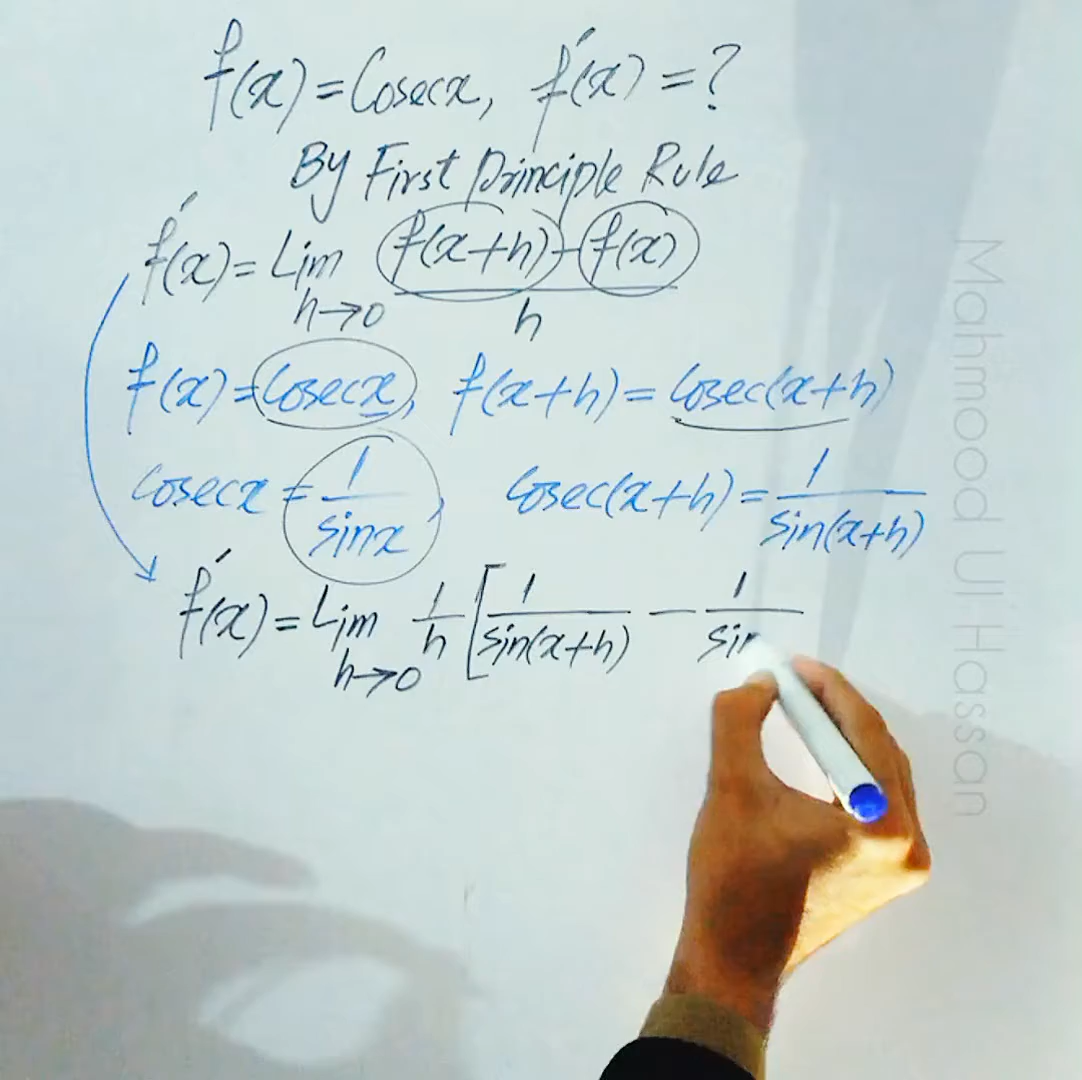 f(x) = Cosecx, f'(x) = ?
By First Principle Rule
f'(x) = Lim h→0 f(x+h) - f(x) / h
f(x) = Cosecx, f(x+h) = Cosec(x+h)
Cosecx = 1/sinx, Cosec(x+h) = 1/sin(x+h)
f'(x) = Lim h→0 1/h [1/sin(x+h) - 1/sin
Mahmood Ul Hassan